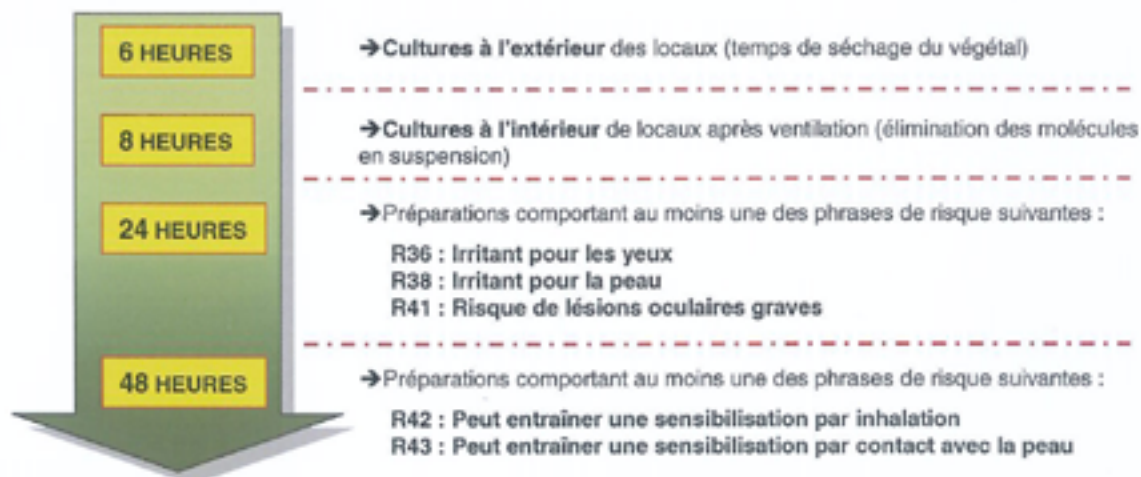 6 HEURES
➔Cultures à l'extérieur des locaux (temps de séchage du végétal)
8 HEURES
➔Cultures à l'intérieur de locaux après ventilation (élimination des molécules
en suspension)
24 HEURES
➔Préparations comportant au moins une des phrases de risque suivantes :
R36 : Irritant pour les yeux
R38 : Irritant pour la peau
R41 : Risque de lésions oculaires graves
48 HEURES
➔Préparations comportant au moins une des phrases de risque suivantes :
R42 : Peut entraîner une sensibilisation par inhalation
R43 : Peut entraîner une sensibilisation par contact avec la peau